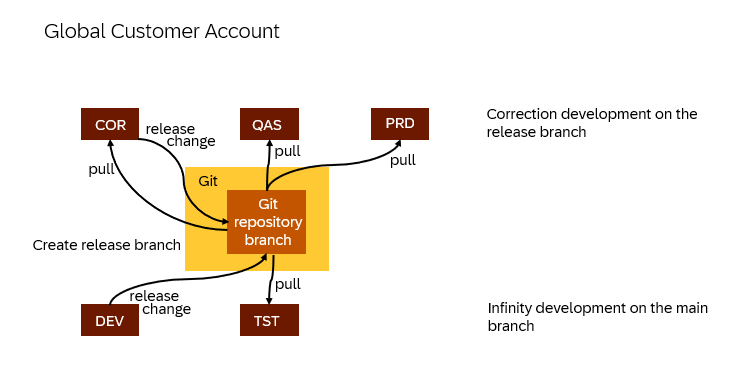 Global Customer Account
COR
release
change
QAS
pull
PRD
pull
Correction development on the
release branch
pull
Git
Git
repository
branch
Create release branch
release
change
DEV
pull
TST
Infinity development on the main
branch